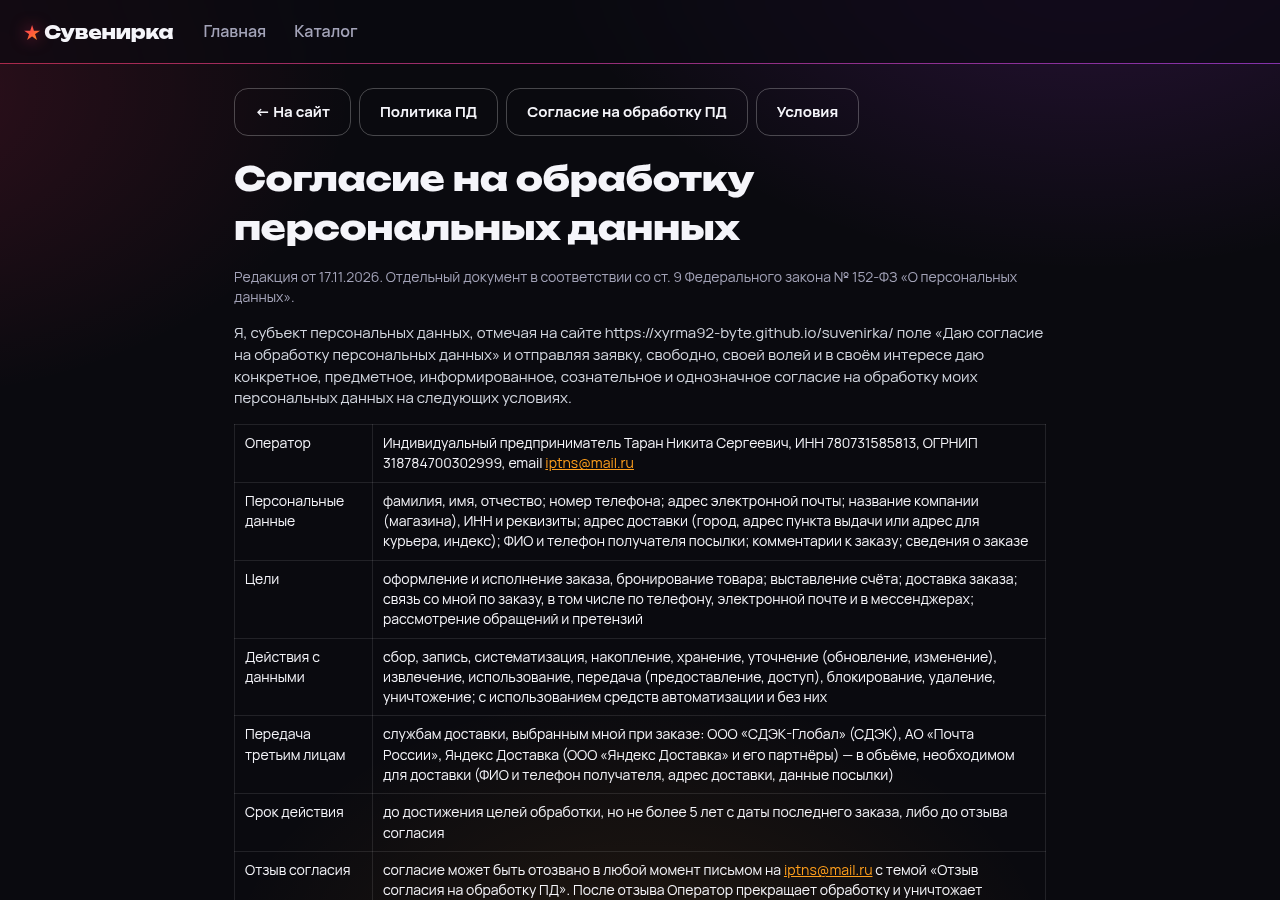 ★ Сувенирка
Главная
Каталог
← На сайт
Политика ПД
Согласие на обработку ПД
Условия
Согласие на обработку
персональных данных
Редакция от 17.11.2026. Отдельный документ в соответствии со ст. 9 Федерального закона № 152-ФЗ «О персональных
данных».
Я, субъект персональных данных, отмечая на сайте https://xyrma92-byte.github.io/suvenirka/ поле «Даю согласие
на обработку персональных данных» и отправляя заявку, свободно, своей волей и в своём интересе даю
конкретное, предметное, информированное, сознательное и однозначное согласие на обработку моих
персональных данных на следующих условиях.
Оператор
Индивидуальный предприниматель Таран Никита Сергеевич, ИНН 780731585813, ОГРНИП
318784700302999, email iptns@mail.ru
Персональные
данные
фамилия, имя, отчество; номер телефона; адрес электронной почты; название компании
(магазина), ИНН и реквизиты; адрес доставки (город, адрес пункта выдачи или адрес для
курьера, индекс); ФИО и телефон получателя посылки; комментарии к заказу; сведения о заказе
Цели
оформление и исполнение заказа, бронирование товара; выставление счёта; доставка заказа;
связь со мной по заказу, в том числе по телефону, электронной почте и в мессенджерах;
рассмотрение обращений и претензий
Действия с
данными
сбор, запись, систематизация, накопление, хранение, уточнение (обновление, изменение),
извлечение, использование, передача (предоставление, доступ), блокирование, удаление,
уничтожение; с использованием средств автоматизации и без них
Передача
третьим лицам
службам доставки, выбранным мной при заказе: ООО «СДЭК-Глобал» (СДЭК), АО «Почта
России», Яндекс Доставка (ООО «Яндекс Доставка» и его партнёры) — в объёме, необходимом
для доставки (ФИО и телефон получателя, адрес доставки, данные посылки)
Срок действия
до достижения целей обработки, но не более 5 лет с даты последнего заказа, либо до отзыва
согласия
Отзыв согласия
согласие может быть отозвано в любой момент письмом на iptns@mail.ru с темой «Отзыв
согласия на обработку ПД». После отзыва Оператор прекращает обработку и уничтожает